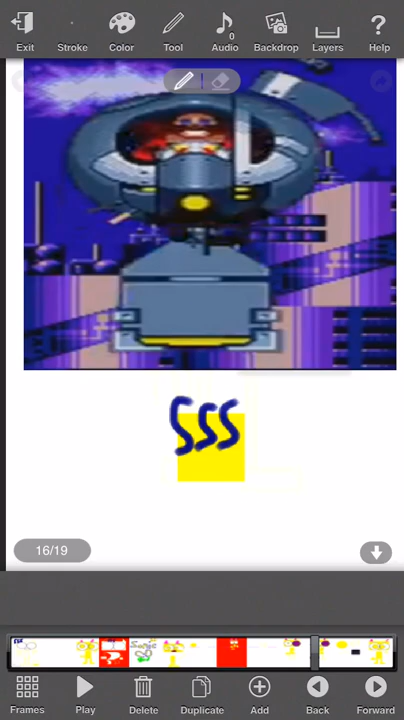 Exit Stroke Color Tool Audio Backdrop Layers Help
0
SSS
16/19
Sonic
Frames Play Delete Duplicate Add Back Forward